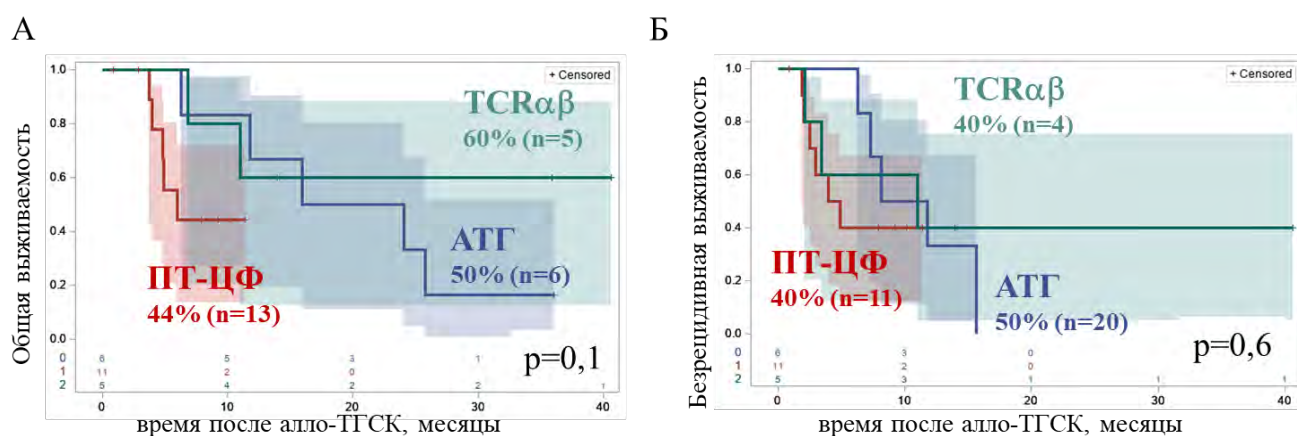 А
Б
Общая выживаемость
1.0
0.8
0.6
0.4
0.2
0.0
+ Censored
TCRαβ
60% (n=5)
АТГ
50% (n=6)
ПТ-ЦФ
44% (n=13)
p=0,1
0 6 5 3 1
1 11 2 0
2 5 4 2 2 1
0 10 20 30 40
время после алло-ТГСК, месяцы
Безрецидивная выживаемость
1.0
0.8
0.6
0.4
0.2
0.0
+ Censored
TCRαβ
40% (n=4)
ПТ-ЦФ
40% (n=11)
АТГ
50% (n=20)
p=0,6
0 6 3 0
1 11 2 0
2 5 3 1 1 1
0 10 20 30 40
время после алло-ТГСК, месяцы